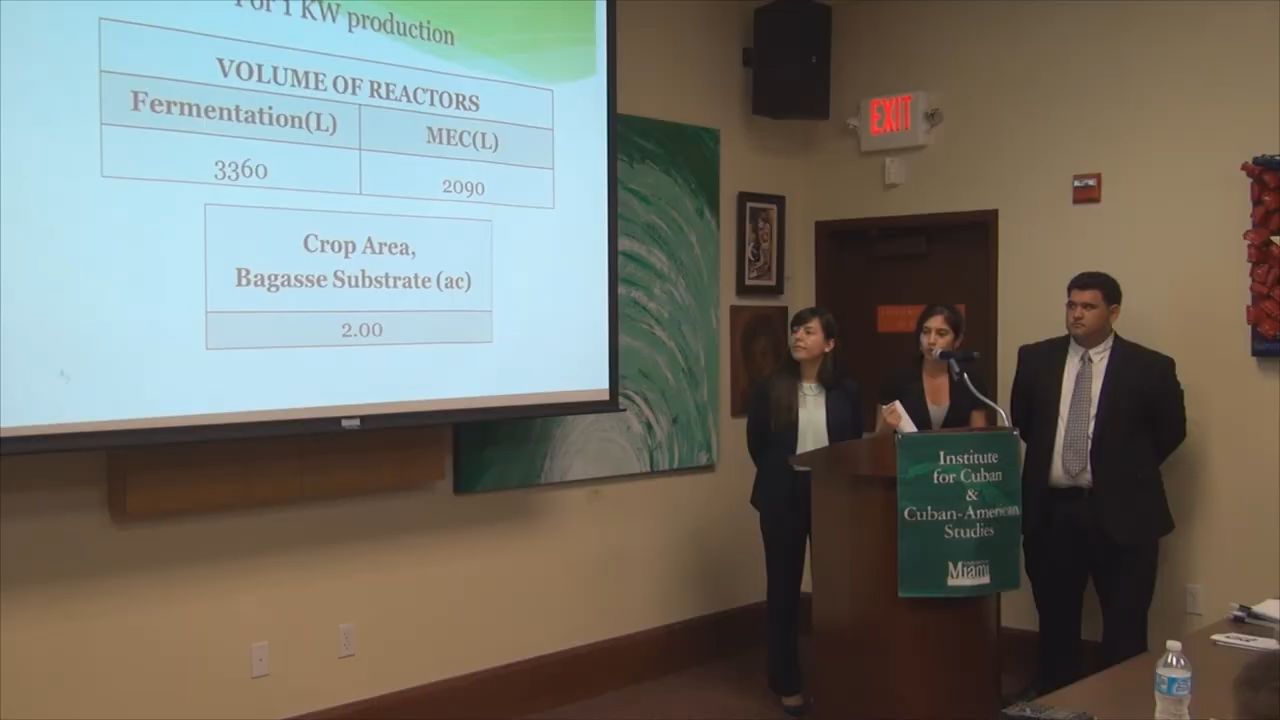 For 1 KW production
VOLUME OF REACTORS
Fermentation(L)
MEC(L)
3360
2090
Crop Area,
Bagasse Substrate (ac)
2.00
EXIT
Institute
for Cuban
&
Cuban-American
Studies
Miami